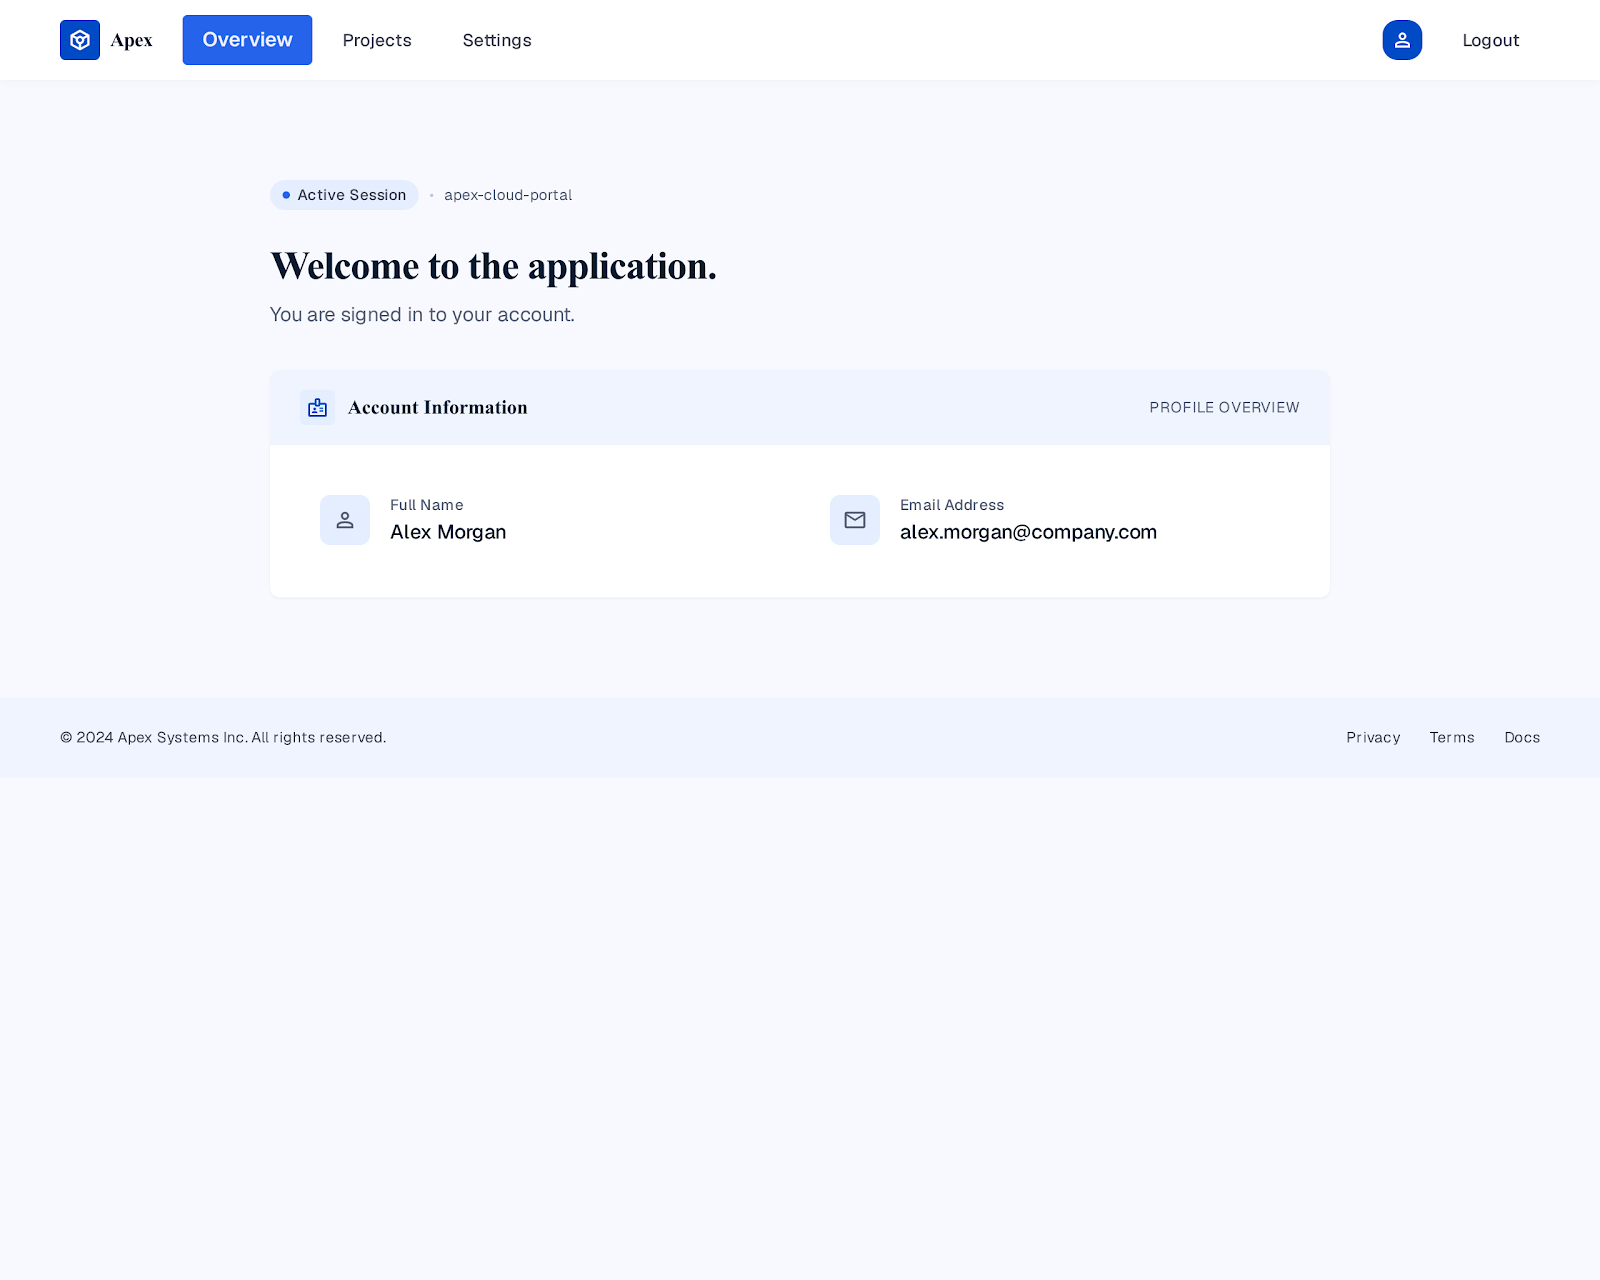 Apex
Overview
Projects
Settings
Logout
Active Session • apex-cloud-portal
Welcome to the application.
You are signed in to your account.
Account Information
PROFILE OVERVIEW
Full Name
Alex Morgan
Email Address
alex.morgan@company.com
© 2024 Apex Systems Inc. All rights reserved.
Privacy
Terms
Docs